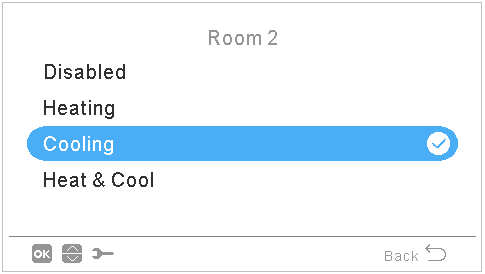 Room 2
Disabled
Heating
Cooling
Heat & Cool
OK
Back